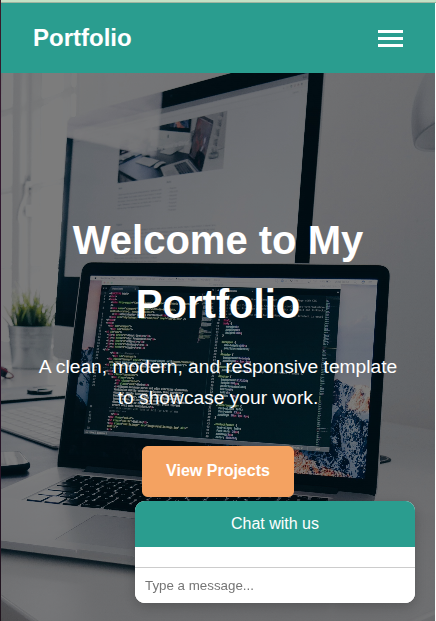 Portfolio
Welcome to My
Portfolio
A clean, modern, and responsive template
to showcase your work.
View Projects
Chat with us
Type a message...